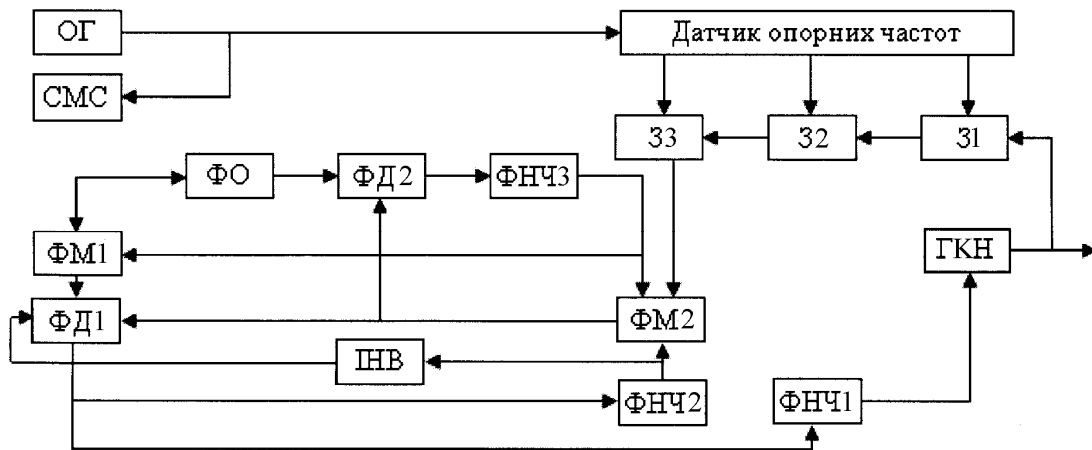 ОГ
Датчик опорних частот
СМС
З3
З2
З1
ФО
ФД2
ФНЧ3
ФМ1
ГКН
ФД1
ФМ2
ІНВ
ФНЧ2
ФНЧ1